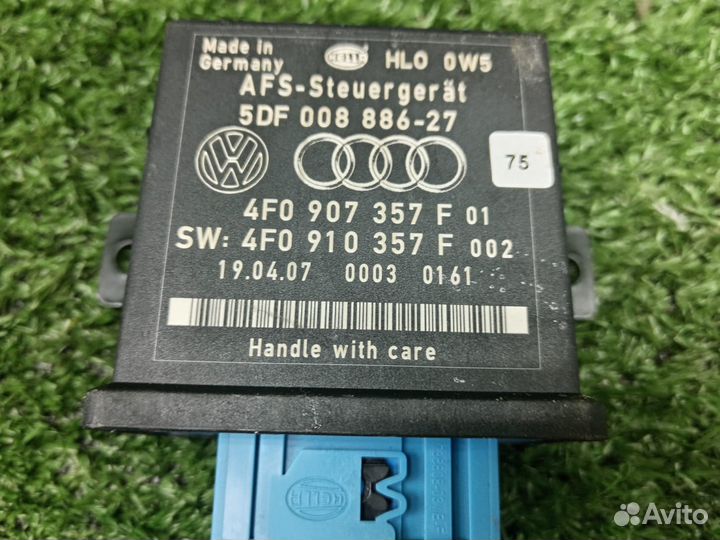 Made in
Germany
HELLA
HLO 0W5
AFS-Steuergerät
5DF 008 886-27
75
4F0 907 357 F 01
SW: 4F0 910 357 F 002
19.04.07 0003 0161
Handle with care
HELLA
Avito